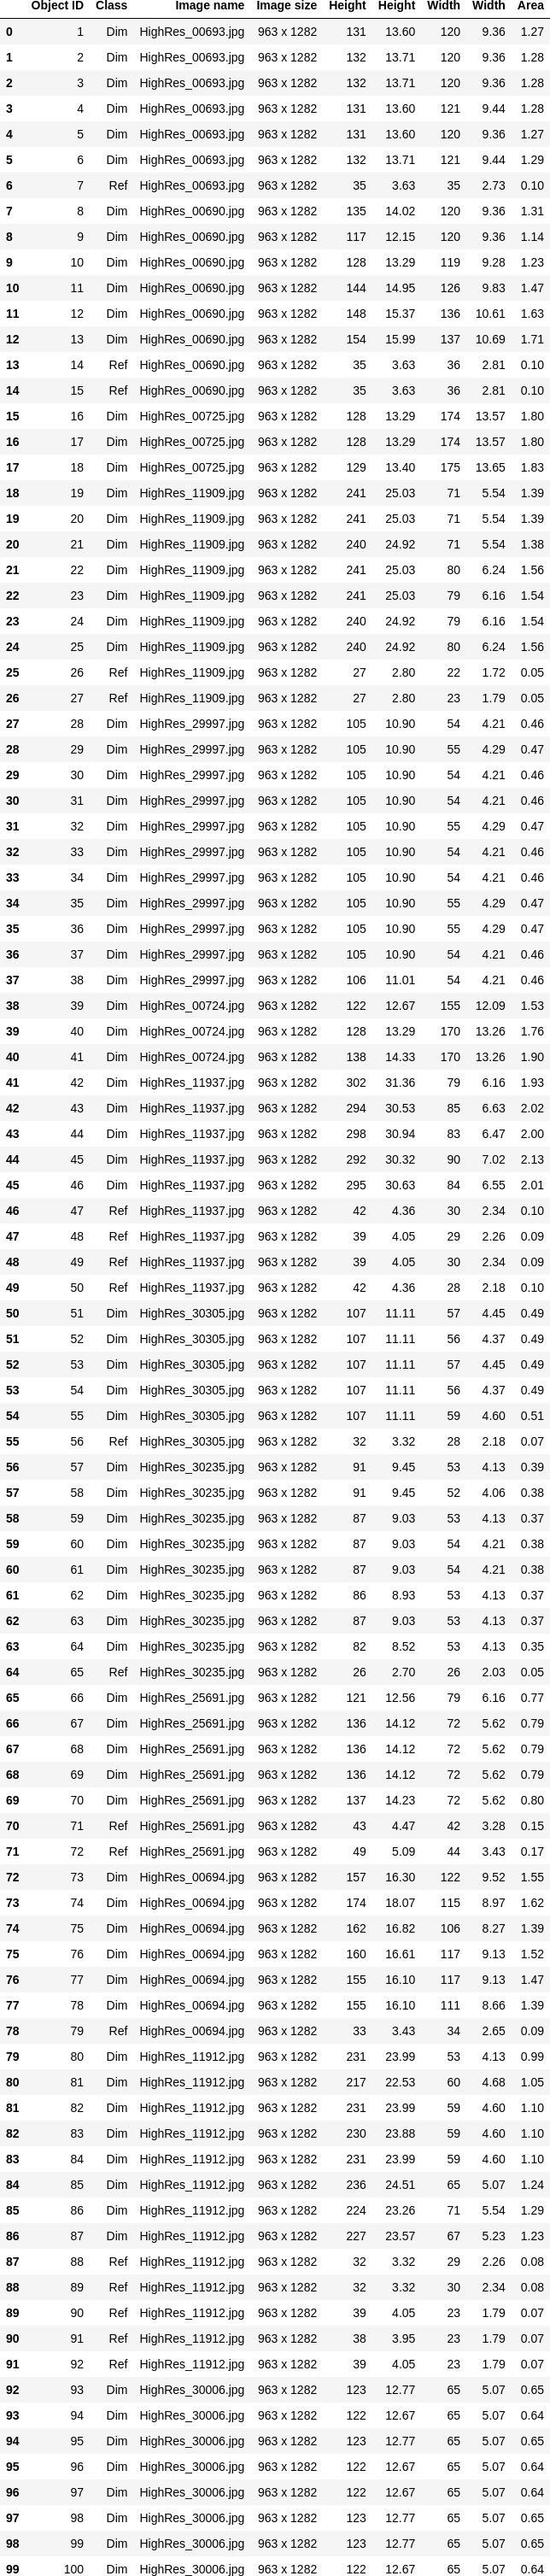 Object ID Class Image name Image size Height Height Width Width Area
0 1 Dim HighRes_00693.jpg 963 x 1282 131 13.60 120 9.36 1.27
1 2 Dim HighRes_00693.jpg 963 x 1282 132 13.71 120 9.36 1.28
2 3 Dim HighRes_00693.jpg 963 x 1282 132 13.71 120 9.36 1.28
3 4 Dim HighRes_00693.jpg 963 x 1282 131 13.60 121 9.44 1.28
4 5 Dim HighRes_00693.jpg 963 x 1282 131 13.60 120 9.36 1.27
5 6 Dim HighRes_00693.jpg 963 x 1282 132 13.71 121 9.44 1.29
6 7 Ref HighRes_00693.jpg 963 x 1282 35 3.63 35 2.73 0.10
7 8 Dim HighRes_00690.jpg 963 x 1282 135 14.02 120 9.36 1.31
8 9 Dim HighRes_00690.jpg 963 x 1282 117 12.15 120 9.36 1.14
9 10 Dim HighRes_00690.jpg 963 x 1282 128 13.29 119 9.28 1.23
10 11 Dim HighRes_00690.jpg 963 x 1282 144 14.95 126 9.83 1.47
11 12 Dim HighRes_00690.jpg 963 x 1282 148 15.37 136 10.61 1.63
12 13 Dim HighRes_00690.jpg 963 x 1282 154 15.99 137 10.69 1.71
13 14 Ref HighRes_00690.jpg 963 x 1282 35 3.63 36 2.81 0.10
14 15 Ref HighRes_00690.jpg 963 x 1282 35 3.63 36 2.81 0.10
15 16 Dim HighRes_00725.jpg 963 x 1282 128 13.29 174 13.57 1.80
16 17 Dim HighRes_00725.jpg 963 x 1282 128 13.29 174 13.57 1.80
17 18 Dim HighRes_00725.jpg 963 x 1282 129 13.40 175 13.65 1.83
18 19 Dim HighRes_11909.jpg 963 x 1282 241 25.03 71 5.54 1.39
19 20 Dim HighRes_11909.jpg 963 x 1282 241 25.03 71 5.54 1.39
20 21 Dim HighRes_11909.jpg 963 x 1282 240 24.92 71 5.54 1.38
21 22 Dim HighRes_11909.jpg 963 x 1282 241 25.03 80 6.24 1.56
22 23 Dim HighRes_11909.jpg 963 x 1282 241 25.03 79 6.16 1.54
23 24 Dim HighRes_11909.jpg 963 x 1282 240 24.92 79 6.16 1.54
24 25 Dim HighRes_11909.jpg 963 x 1282 240 24.92 80 6.24 1.56
25 26 Ref HighRes_11909.jpg 963 x 1282 27 2.80 22 1.72 0.05
26 27 Ref HighRes_11909.jpg 963 x 1282 27 2.80 23 1.79 0.05
27 28 Dim HighRes_29997.jpg 963 x 1282 105 10.90 54 4.21 0.46
28 29 Dim HighRes_29997.jpg 963 x 1282 105 10.90 55 4.29 0.47
29 30 Dim HighRes_29997.jpg 963 x 1282 105 10.90 54 4.21 0.46
30 31 Dim HighRes_29997.jpg 963 x 1282 105 10.90 54 4.21 0.46
31 32 Dim HighRes_29997.jpg 963 x 1282 105 10.90 55 4.29 0.47
32 33 Dim HighRes_29997.jpg 963 x 1282 105 10.90 54 4.21 0.46
33 34 Dim HighRes_29997.jpg 963 x 1282 105 10.90 54 4.21 0.46
34 35 Dim HighRes_29997.jpg 963 x 1282 105 10.90 55 4.29 0.47
35 36 Dim HighRes_29997.jpg 963 x 1282 105 10.90 55 4.29 0.47
36 37 Dim HighRes_29997.jpg 963 x 1282 105 10.90 54 4.21 0.46
37 38 Dim HighRes_29997.jpg 963 x 1282 106 11.01 54 4.21 0.46
38 39 Dim HighRes_00724.jpg 963 x 1282 122 12.67 155 12.09 1.53
39 40 Dim HighRes_00724.jpg 963 x 1282 128 13.29 170 13.26 1.76
40 41 Dim HighRes_00724.jpg 963 x 1282 138 14.33 170 13.26 1.90
41 42 Dim HighRes_11937.jpg 963 x 1282 302 31.36 79 6.16 1.93
42 43 Dim HighRes_11937.jpg 963 x 1282 294 30.53 85 6.63 2.02
43 44 Dim HighRes_11937.jpg 963 x 1282 298 30.94 83 6.47 2.00
44 45 Dim HighRes_11937.jpg 963 x 1282 292 30.32 90 7.02 2.13
45 46 Dim HighRes_11937.jpg 963 x 1282 295 30.63 84 6.55 2.01
46 47 Ref HighRes_11937.jpg 963 x 1282 42 4.36 30 2.34 0.10
47 48 Ref HighRes_11937.jpg 963 x 1282 39 4.05 29 2.26 0.09
48 49 Ref HighRes_11937.jpg 963 x 1282 39 4.05 30 2.34 0.09
49 50 Ref HighRes_11937.jpg 963 x 1282 42 4.36 28 2.18 0.10
50 51 Dim HighRes_30305.jpg 963 x 1282 107 11.11 57 4.45 0.49
51 52 Dim HighRes_30305.jpg 963 x 1282 107 11.11 56 4.37 0.49
52 53 Dim HighRes_30305.jpg 963 x 1282 107 11.11 57 4.45 0.49
53 54 Dim HighRes_30305.jpg 963 x 1282 107 11.11 56 4.37 0.49
54 55 Dim HighRes_30305.jpg 963 x 1282 107 11.11 59 4.60 0.51
55 56 Ref HighRes_30305.jpg 963 x 1282 32 3.32 28 2.18 0.07
56 57 Dim HighRes_30235.jpg 963 x 1282 91 9.45 53 4.13 0.39
57 58 Dim HighRes_30235.jpg 963 x 1282 91 9.45 52 4.06 0.38
58 59 Dim HighRes_30235.jpg 963 x 1282 87 9.03 53 4.13 0.37
59 60 Dim HighRes_30235.jpg 963 x 1282 87 9.03 54 4.21 0.38
60 61 Dim HighRes_30235.jpg 963 x 1282 87 9.03 54 4.21 0.38
61 62 Dim HighRes_30235.jpg 963 x 1282 86 8.93 53 4.13 0.37
62 63 Dim HighRes_30235.jpg 963 x 1282 87 9.03 53 4.13 0.37
63 64 Dim HighRes_30235.jpg 963 x 1282 82 8.52 53 4.13 0.35
64 65 Ref HighRes_30235.jpg 963 x 1282 26 2.70 26 2.03 0.05
65 66 Dim HighRes_25691.jpg 963 x 1282 121 12.56 79 6.16 0.77
66 67 Dim HighRes_25691.jpg 963 x 1282 136 14.12 72 5.62 0.79
67 68 Dim HighRes_25691.jpg 963 x 1282 136 14.12 72 5.62 0.79
68 69 Dim HighRes_25691.jpg 963 x 1282 136 14.12 72 5.62 0.79
69 70 Dim HighRes_25691.jpg 963 x 1282 137 14.23 72 5.62 0.80
70 71 Ref HighRes_25691.jpg 963 x 1282 43 4.47 42 3.28 0.15
71 72 Ref HighRes_25691.jpg 963 x 1282 49 5.09 44 3.43 0.17
72 73 Dim HighRes_00694.jpg 963 x 1282 157 16.30 122 9.52 1.55
73 74 Dim HighRes_00694.jpg 963 x 1282 174 18.07 115 8.97 1.62
74 75 Dim HighRes_00694.jpg 963 x 1282 162 16.82 106 8.27 1.39
75 76 Dim HighRes_00694.jpg 963 x 1282 160 16.61 117 9.13 1.52
76 77 Dim HighRes_00694.jpg 963 x 1282 155 16.10 117 9.13 1.47
77 78 Dim HighRes_00694.jpg 963 x 1282 155 16.10 111 8.66 1.39
78 79 Ref HighRes_00694.jpg 963 x 1282 33 3.43 34 2.65 0.09
79 80 Dim HighRes_11912.jpg 963 x 1282 231 23.99 53 4.13 0.99
80 81 Dim HighRes_11912.jpg 963 x 1282 217 22.53 60 4.68 1.05
81 82 Dim HighRes_11912.jpg 963 x 1282 231 23.99 59 4.60 1.10
82 83 Dim HighRes_11912.jpg 963 x 1282 230 23.88 59 4.60 1.10
83 84 Dim HighRes_11912.jpg 963 x 1282 231 23.99 59 4.60 1.10
84 85 Dim HighRes_11912.jpg 963 x 1282 236 24.51 65 5.07 1.24
85 86 Dim HighRes_11912.jpg 963 x 1282 224 23.26 71 5.54 1.29
86 87 Dim HighRes_11912.jpg 963 x 1282 227 23.57 67 5.23 1.23
87 88 Ref HighRes_11912.jpg 963 x 1282 32 3.32 29 2.26 0.08
88 89 Ref HighRes_11912.jpg 963 x 1282 32 3.32 30 2.34 0.08
89 90 Ref HighRes_11912.jpg 963 x 1282 39 4.05 23 1.79 0.07
90 91 Ref HighRes_11912.jpg 963 x 1282 38 3.95 23 1.79 0.07
91 92 Ref HighRes_11912.jpg 963 x 1282 39 4.05 23 1.79 0.07
92 93 Dim HighRes_30006.jpg 963 x 1282 123 12.77 65 5.07 0.65
93 94 Dim HighRes_30006.jpg 963 x 1282 122 12.67 65 5.07 0.64
94 95 Dim HighRes_30006.jpg 963 x 1282 123 12.77 65 5.07 0.65
95 96 Dim HighRes_30006.jpg 963 x 1282 122 12.67 65 5.07 0.64
96 97 Dim HighRes_30006.jpg 963 x 1282 122 12.67 65 5.07 0.64
97 98 Dim HighRes_30006.jpg 963 x 1282 123 12.77 65 5.07 0.65
98 99 Dim HighRes_30006.jpg 963 x 1282 123 12.77 65 5.07 0.65
99 100 Dim HighRes_30006.jpg 963 x 1282 122 12.67 65 5.07 0.64